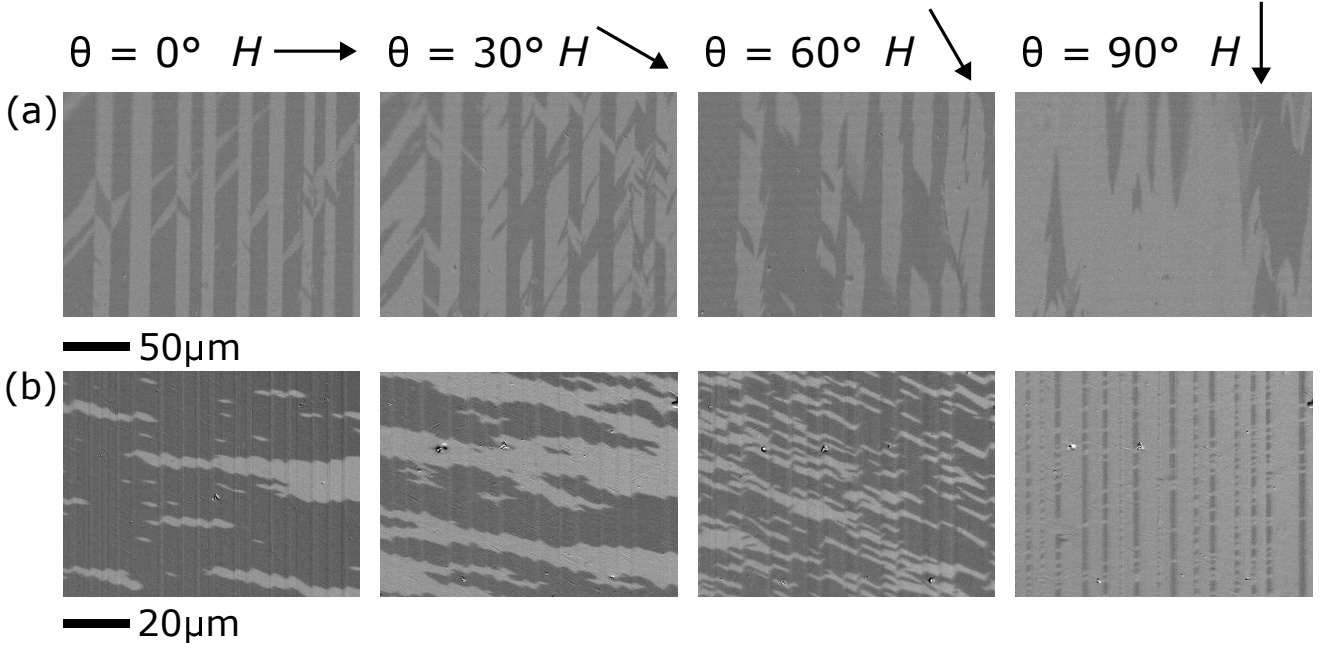 θ = 0° H θ = 30° H θ = 60° H θ = 90° H
(a)
50µm
(b)
20µm